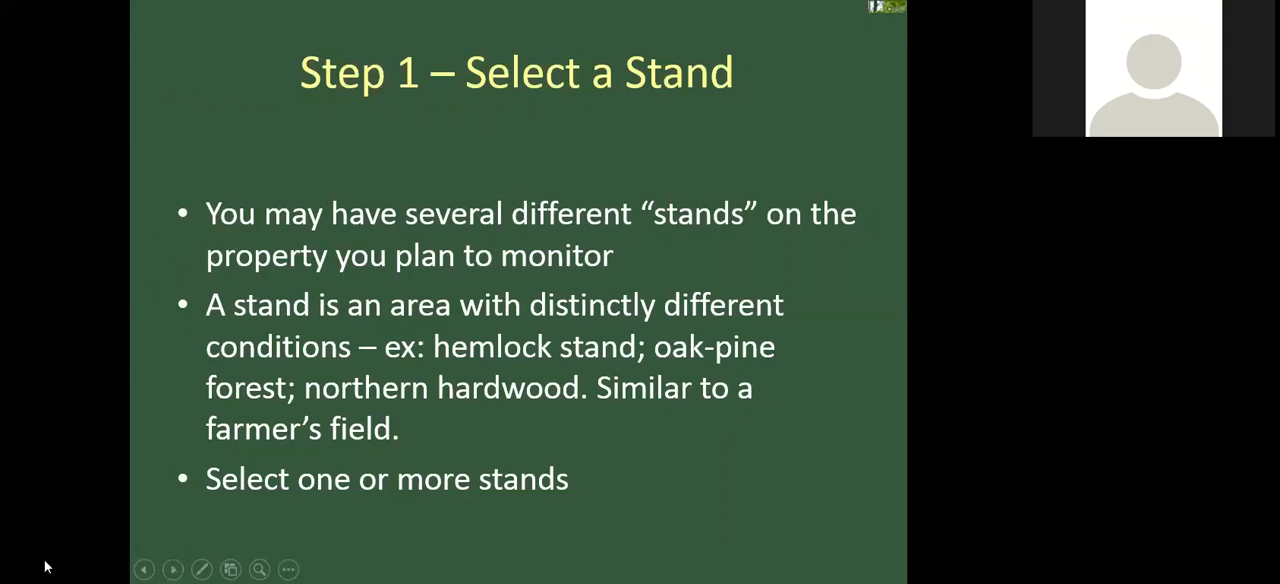 Step 1 – Select a Stand
• You may have several different “stands” on the
property you plan to monitor
• A stand is an area with distinctly different
conditions – ex: hemlock stand; oak-pine
forest; northern hardwood. Similar to a
farmer’s field.
• Select one or more stands